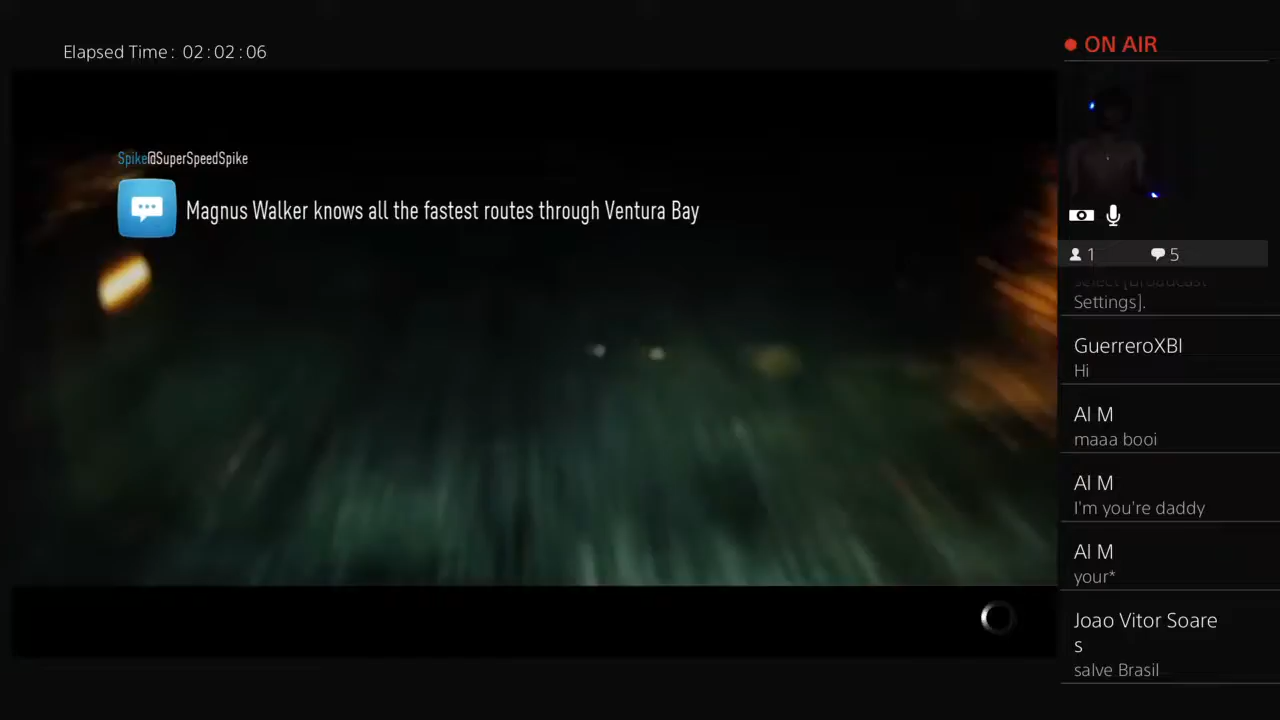 Elapsed Time: 02:02:06
ON AIR
Spike@SuperSpeedSpike
Magnus Walker knows all the fastest routes through Ventura Bay
1 5
select [Broadcast
Settings].
GuerreroXBI
Hi
Al M
maaa booi
Al M
I'm you're daddy
Al M
your*
Joao Vitor Soare
s
salve Brasil